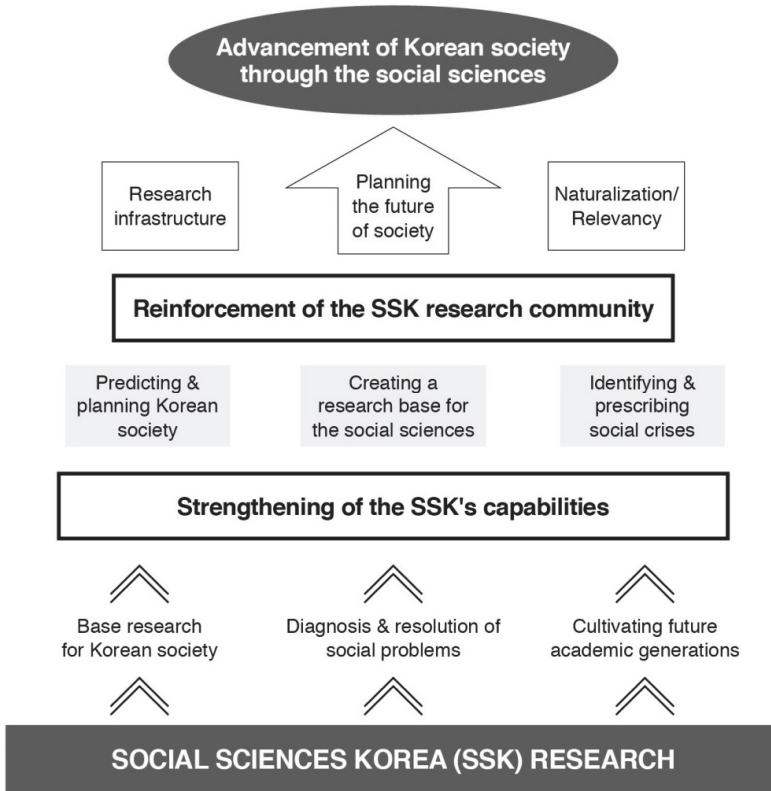 Advancement of Korean society
through the social sciences
Research
infrastructure
Planning
the future
of society
Naturalization/
Relevancy
Reinforcement of the SSK research community
Predicting &
planning Korean
society
Creating a
research base for
the social sciences
Identifying &
prescribing
social crises
Strengthening of the SSK's capabilities
Base research
for Korean society
Diagnosis & resolution of
social problems
Cultivating future
academic generations
SOCIAL SCIENCES KOREA (SSK) RESEARCH